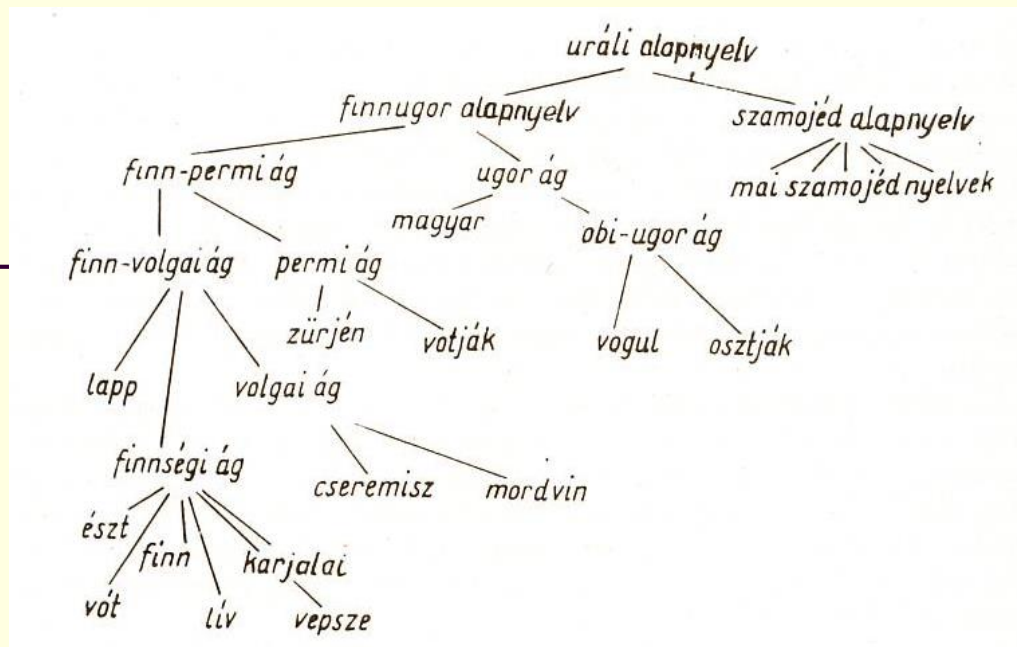 uráli alapnyelv
finnugor alapnyelv
szamojéd alapnyelv
finn-permi ág
ugor ág
mai szamojéd nyelvek
magyar
obi-ugor ág
finn-volgai ág
permi ág
zürjén
votják
vogul
osztják
lapp
volgai ág
finnségi ág
cseremisz
mordvin
észt
finn
karjalai
vót
lív
vepsze